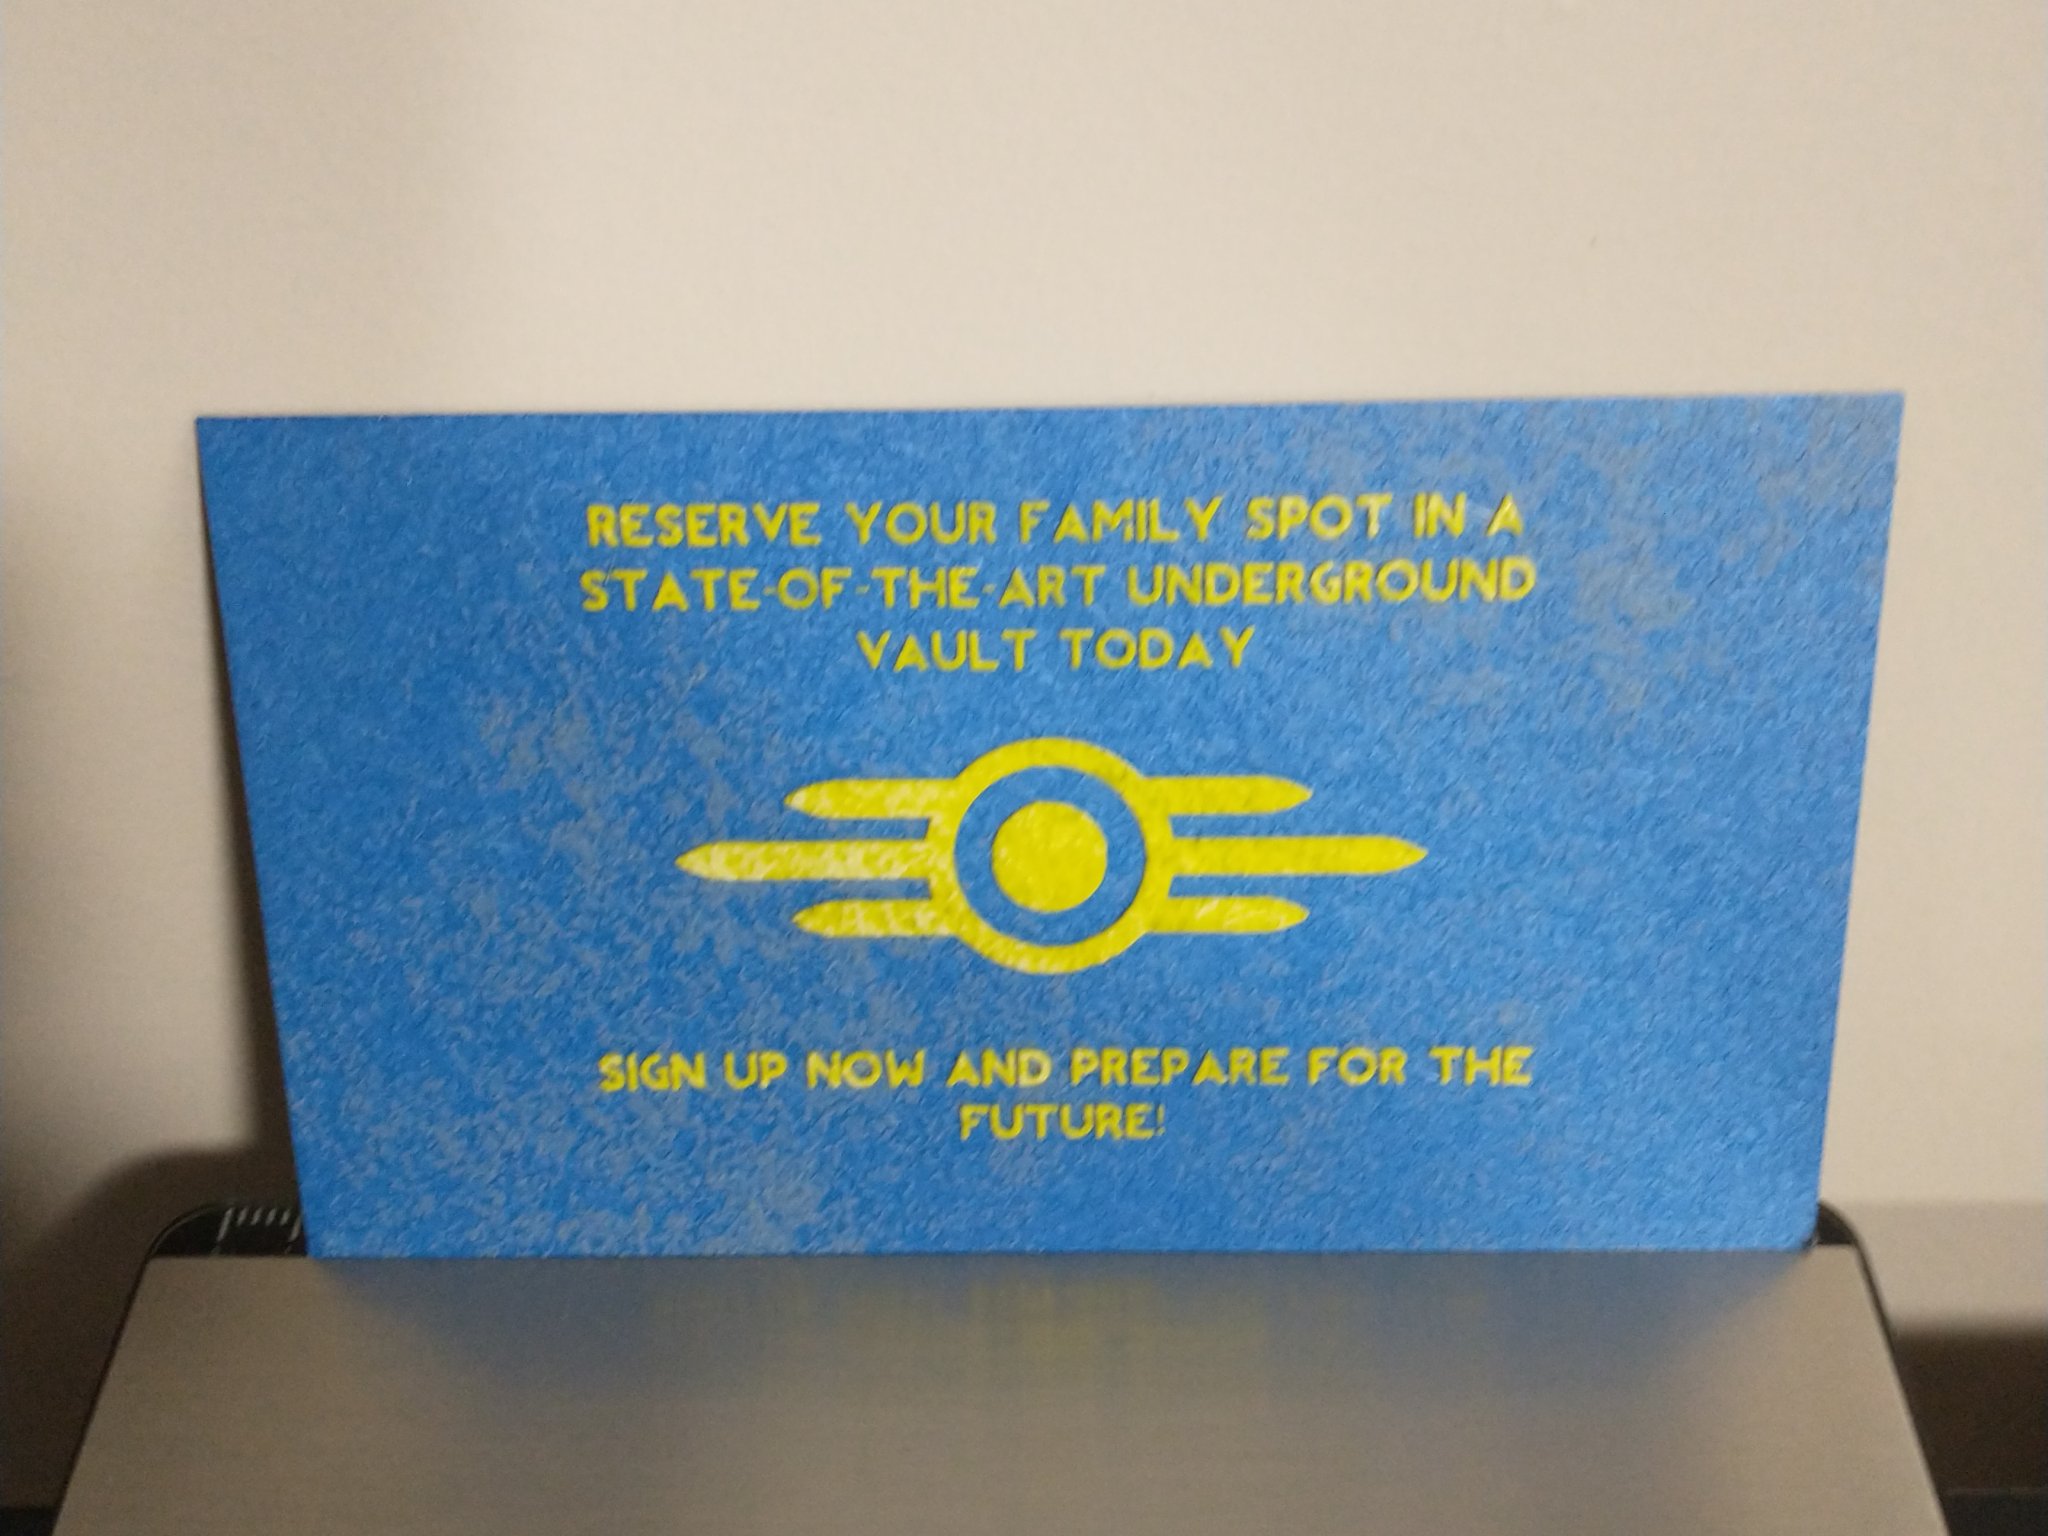 RESERVE YOUR FAMILY SPOT IN A
STATE-OF-THE-ART UNDERGROUND
VAULT TODAY
SIGN UP NOW AND PREPARE FOR THE
FUTURE!